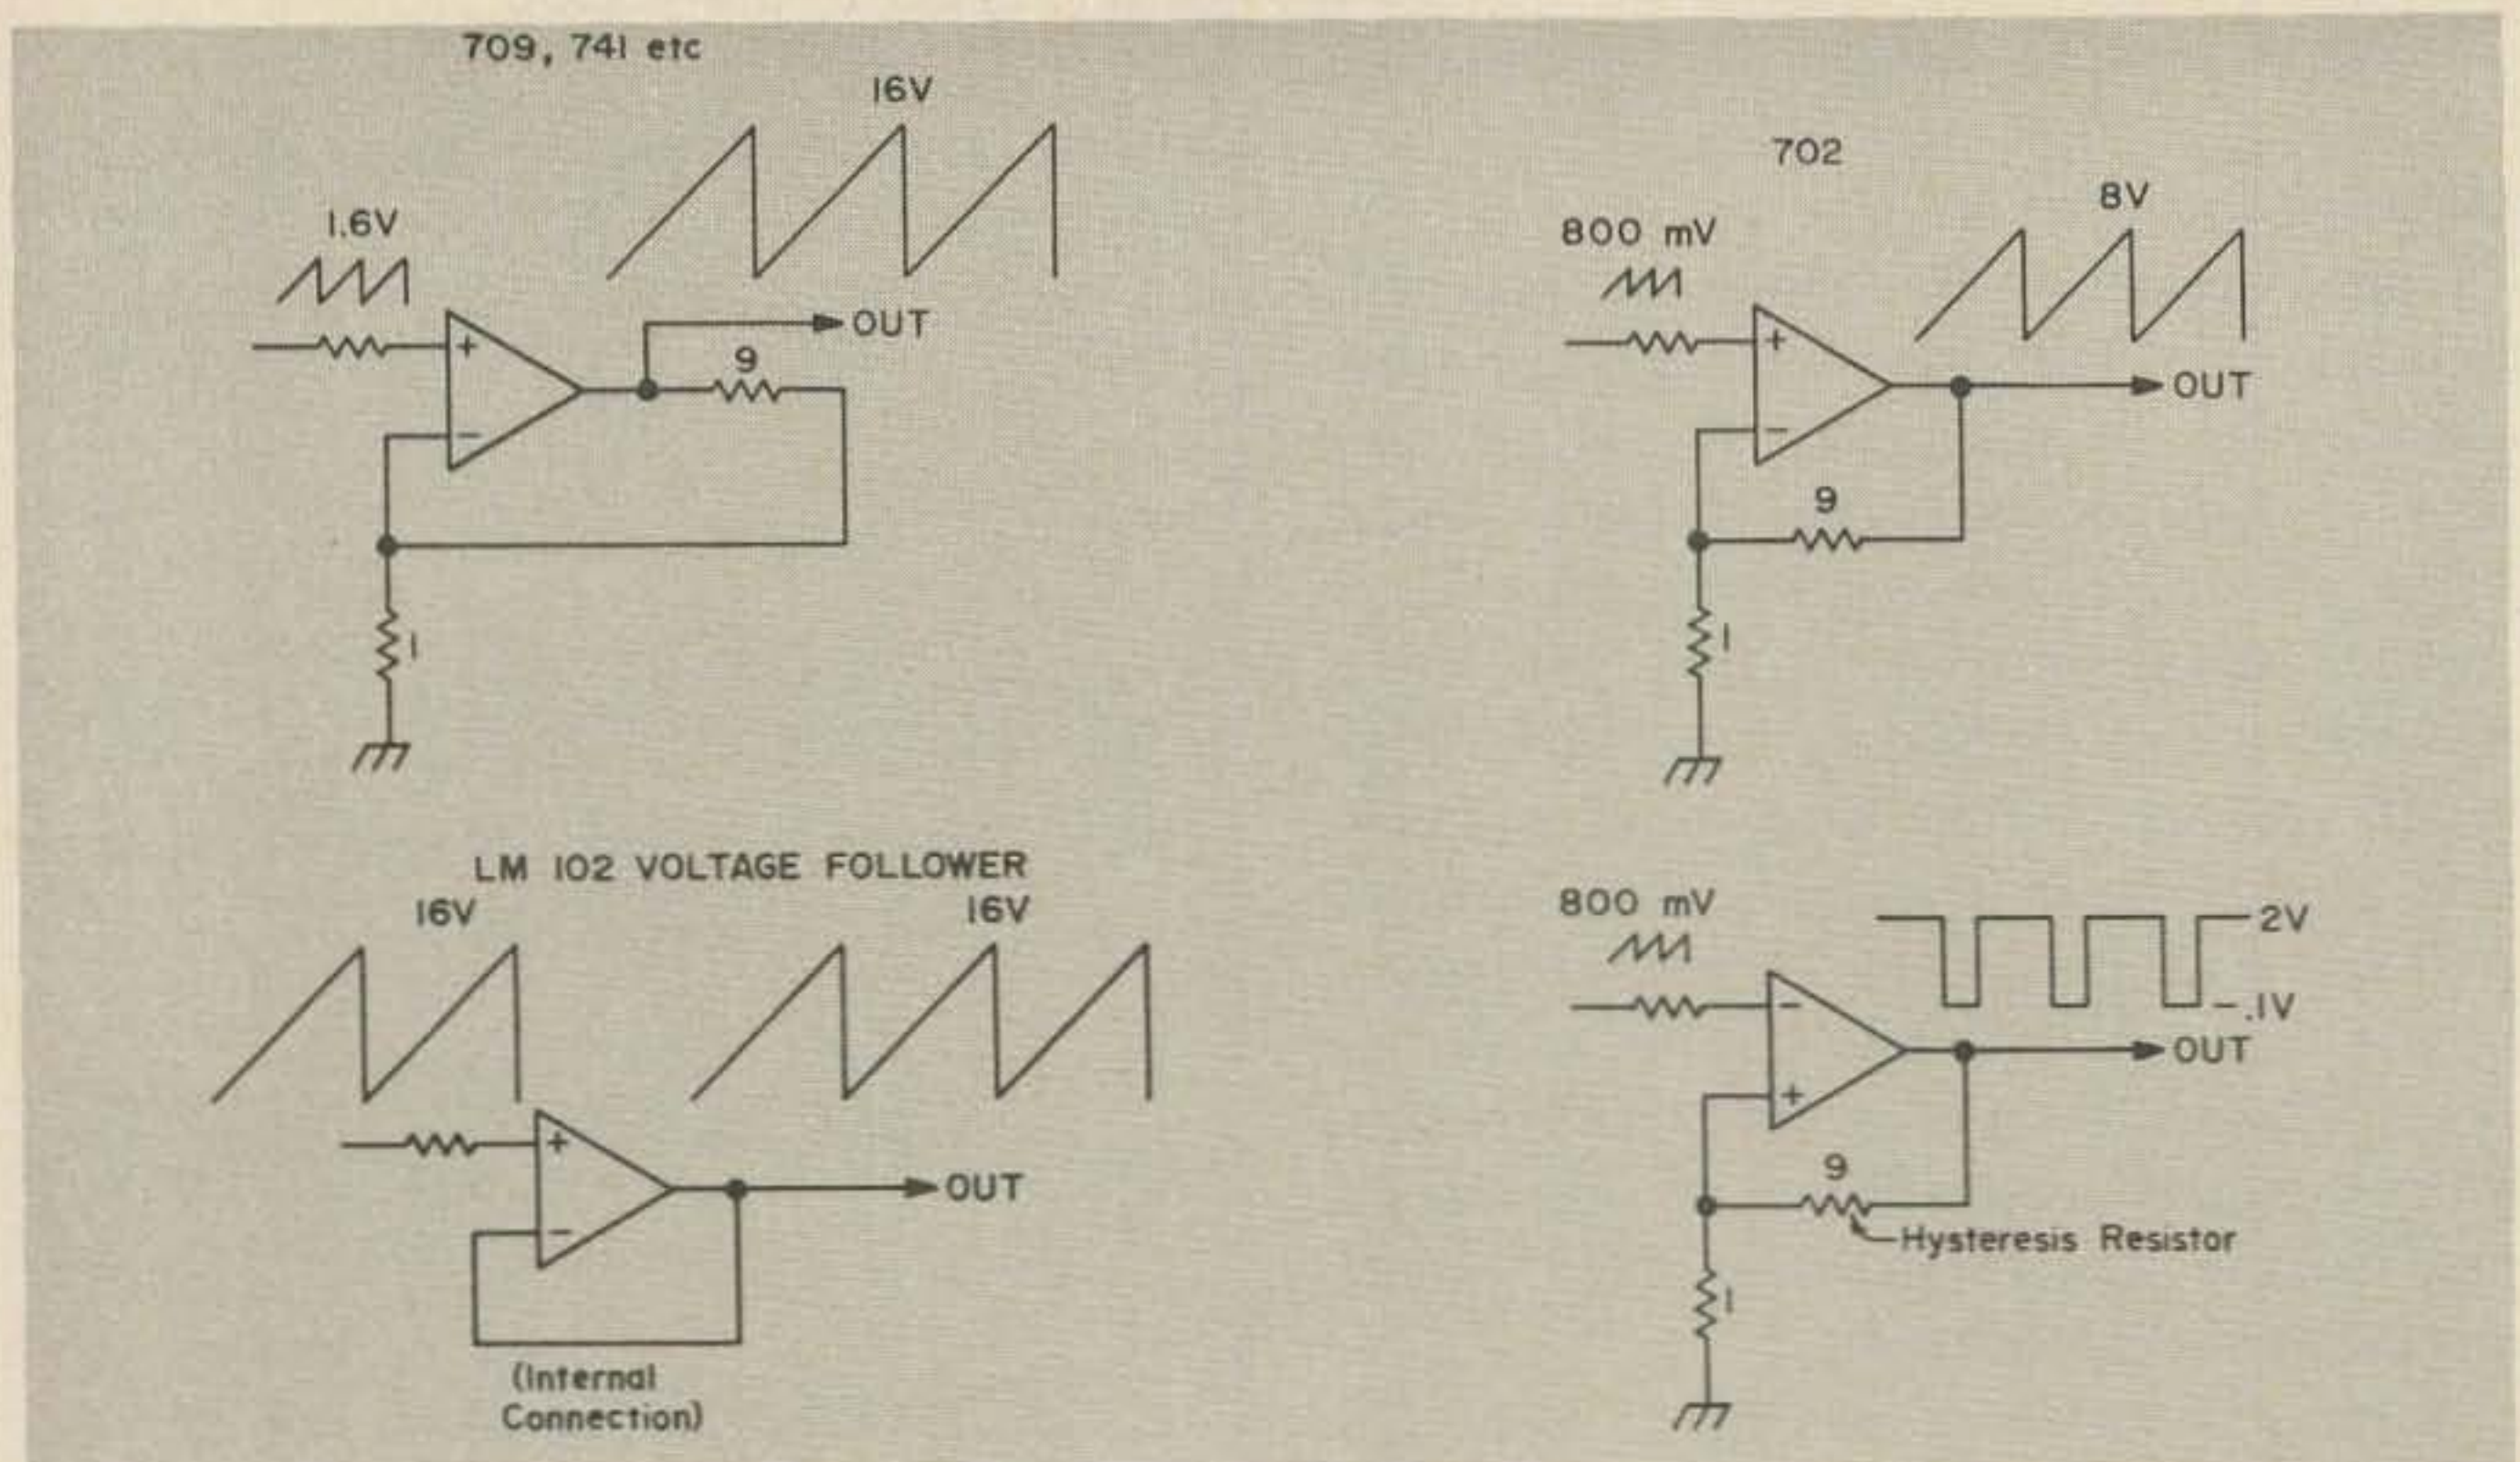 709, 741 etc
16V
1.6V
+
OUT
9
−
1
702
8V
800 mV
+
OUT
−
9
1
LM 102 VOLTAGE FOLLOWER
16V
16V
+
OUT
−
(Internal
Connection)
800 mV
2V
−.1V
−
OUT
+
9
Hysteresis Resistor
1